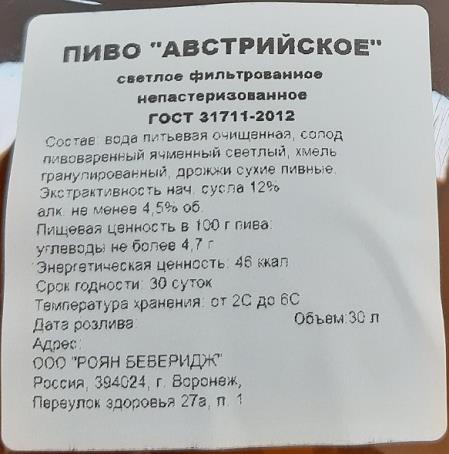 ПИВО "АВСТРИЙСКОЕ"
светлое фильтрованное
непастеризованное
ГОСТ 31711-2012
Состав: вода питьевая очищенная, солод
пивоваренный ячменный светлый, хмель
гранулированный, дрожжи сухие пивные.
Экстрактивность нач. сусла 12%
алк. не менее 4,5% об.
Пищевая ценность в 100 г пива:
углеводы не более 4,7 г
Энергетическая ценность: 46 ккал
Срок годности: 30 суток
Температура хранения: от 2С до 6С
Дата розлива: Объем:30 л
Адрес:
ООО "РОЯН БЕВЕРИДЖ"
Россия, 394024, г. Воронеж,
Переулок здоровья 27а, п. 1